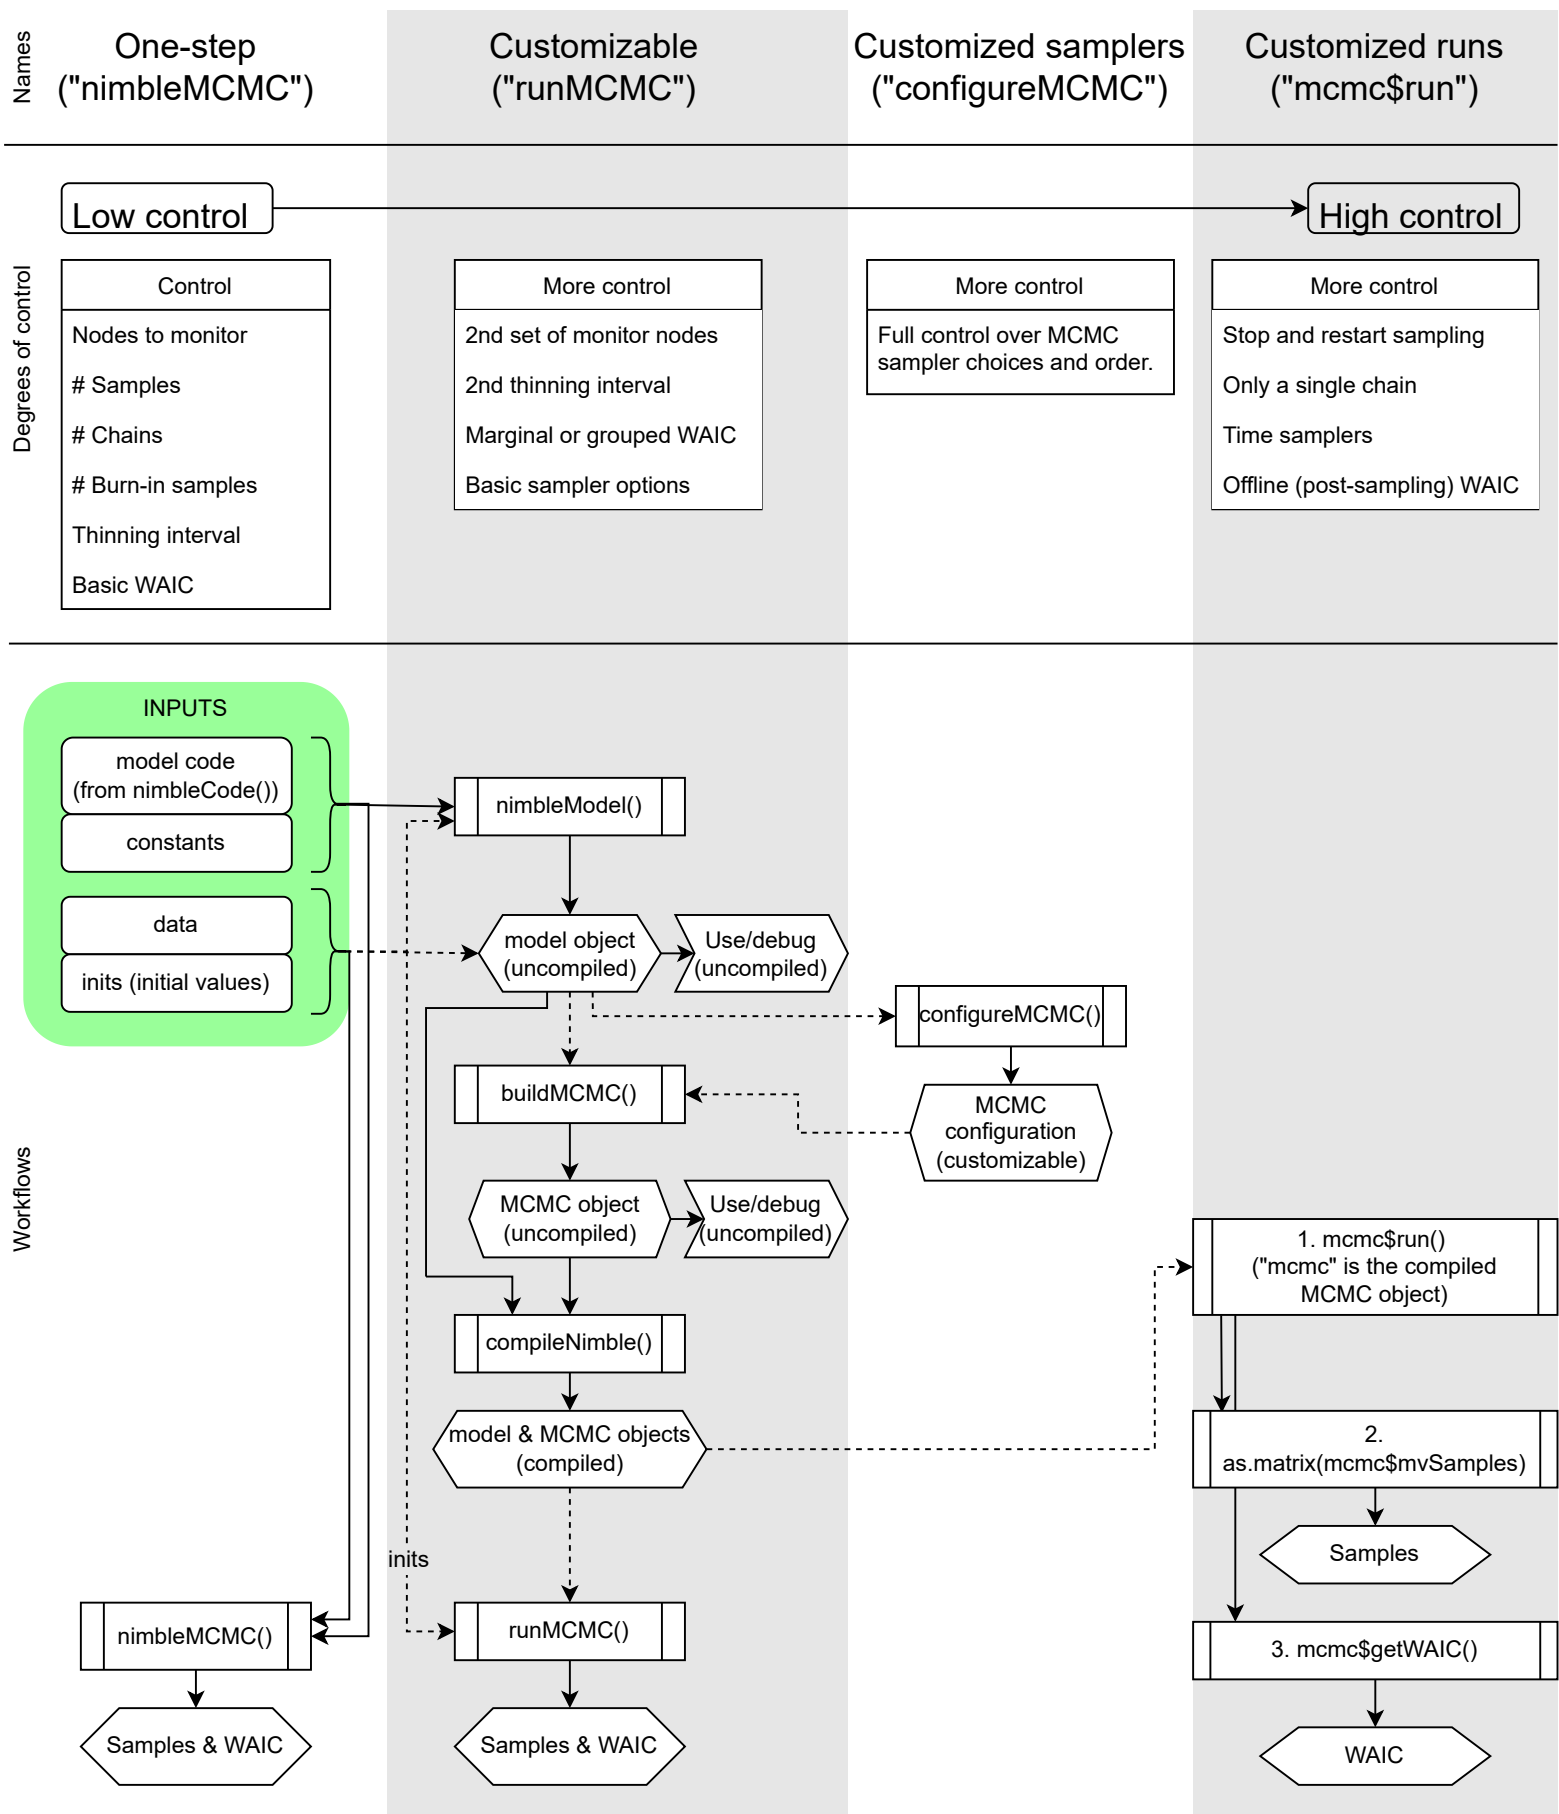 Names
One-step
("nimbleMCMC")
Customizable
("runMCMC")
Customized samplers
("configureMCMC")
Customized runs
("mcmc$run")
Degrees of control
Low control
High control
Control
Nodes to monitor
# Samples
# Chains
# Burn-in samples
Thinning interval
Basic WAIC
More control
2nd set of monitor nodes
2nd thinning interval
Marginal or grouped WAIC
Basic sampler options
More control
Full control over MCMC
sampler choices and order.
More control
Stop and restart sampling
Only a single chain
Time samplers
Offline (post-sampling) WAIC
Workflows
INPUTS
model code
(from nimbleCode())
constants
data
inits (initial values)
nimbleModel()
model object
(uncompiled)
Use/debug
(uncompiled)
configureMCMC()
MCMC
configuration
(customizable)
buildMCMC()
MCMC object
(uncompiled)
Use/debug
(uncompiled)
compileNimble()
model & MCMC objects
(compiled)
1. mcmc$run()
("mcmc" is the compiled
MCMC object)
2.
as.matrix(mcmc$mvSamples)
Samples
3. mcmc$getWAIC()
WAIC
inits
nimbleMCMC()
Samples & WAIC
runMCMC()
Samples & WAIC